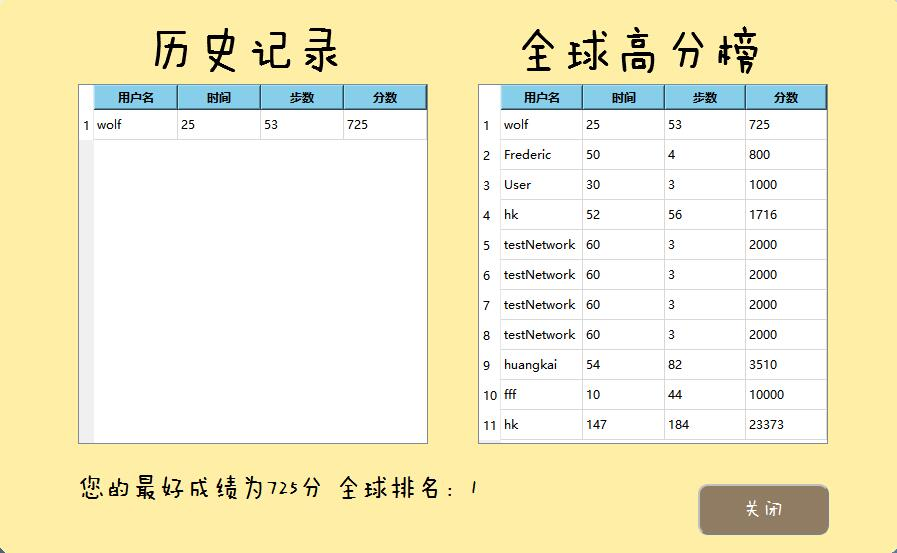 历史记录
用户名 时间 步数 分数
1 wolf 25 53 725
全球高分榜
用户名 时间 步数 分数
1 wolf 25 53 725
2 Frederic 50 4 800
3 User 30 3 1000
4 hk 52 56 1716
5 testNetwork 60 3 2000
6 testNetwork 60 3 2000
7 testNetwork 60 3 2000
8 testNetwork 60 3 2000
9 huangkai 54 82 3510
10 fff 10 44 10000
11 hk 147 184 23373
您的最好成绩为725分 全球排名：1
关闭